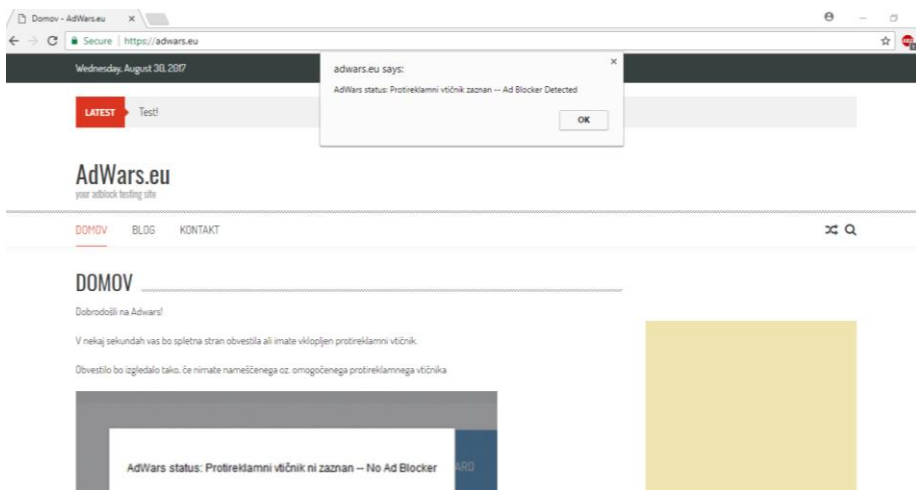 Domov - AdWars.eu
Secure | https://adwars.eu
Wednesday, August 30, 2017
adwars.eu says:
AdWars status: Protireklamni vtičnik zaznan -- Ad Blocker Detected
OK
LATEST
Test!
AdWars.eu
your adblock testing site
DOMOV BLOG KONTAKT
DOMOV
Dobrodošli na Adwars!
V nekaj sekundah vas bo spletna stran obvestila ali imate vklopljen protireklamni vtičnik.
Obvestilo bo izgledalo tako, če nimate nameščenega oz. omogočenega protireklamnega vtičnika
AdWars status: Protireklamni vtičnik ni zaznan -- No Ad Blocker
ARD